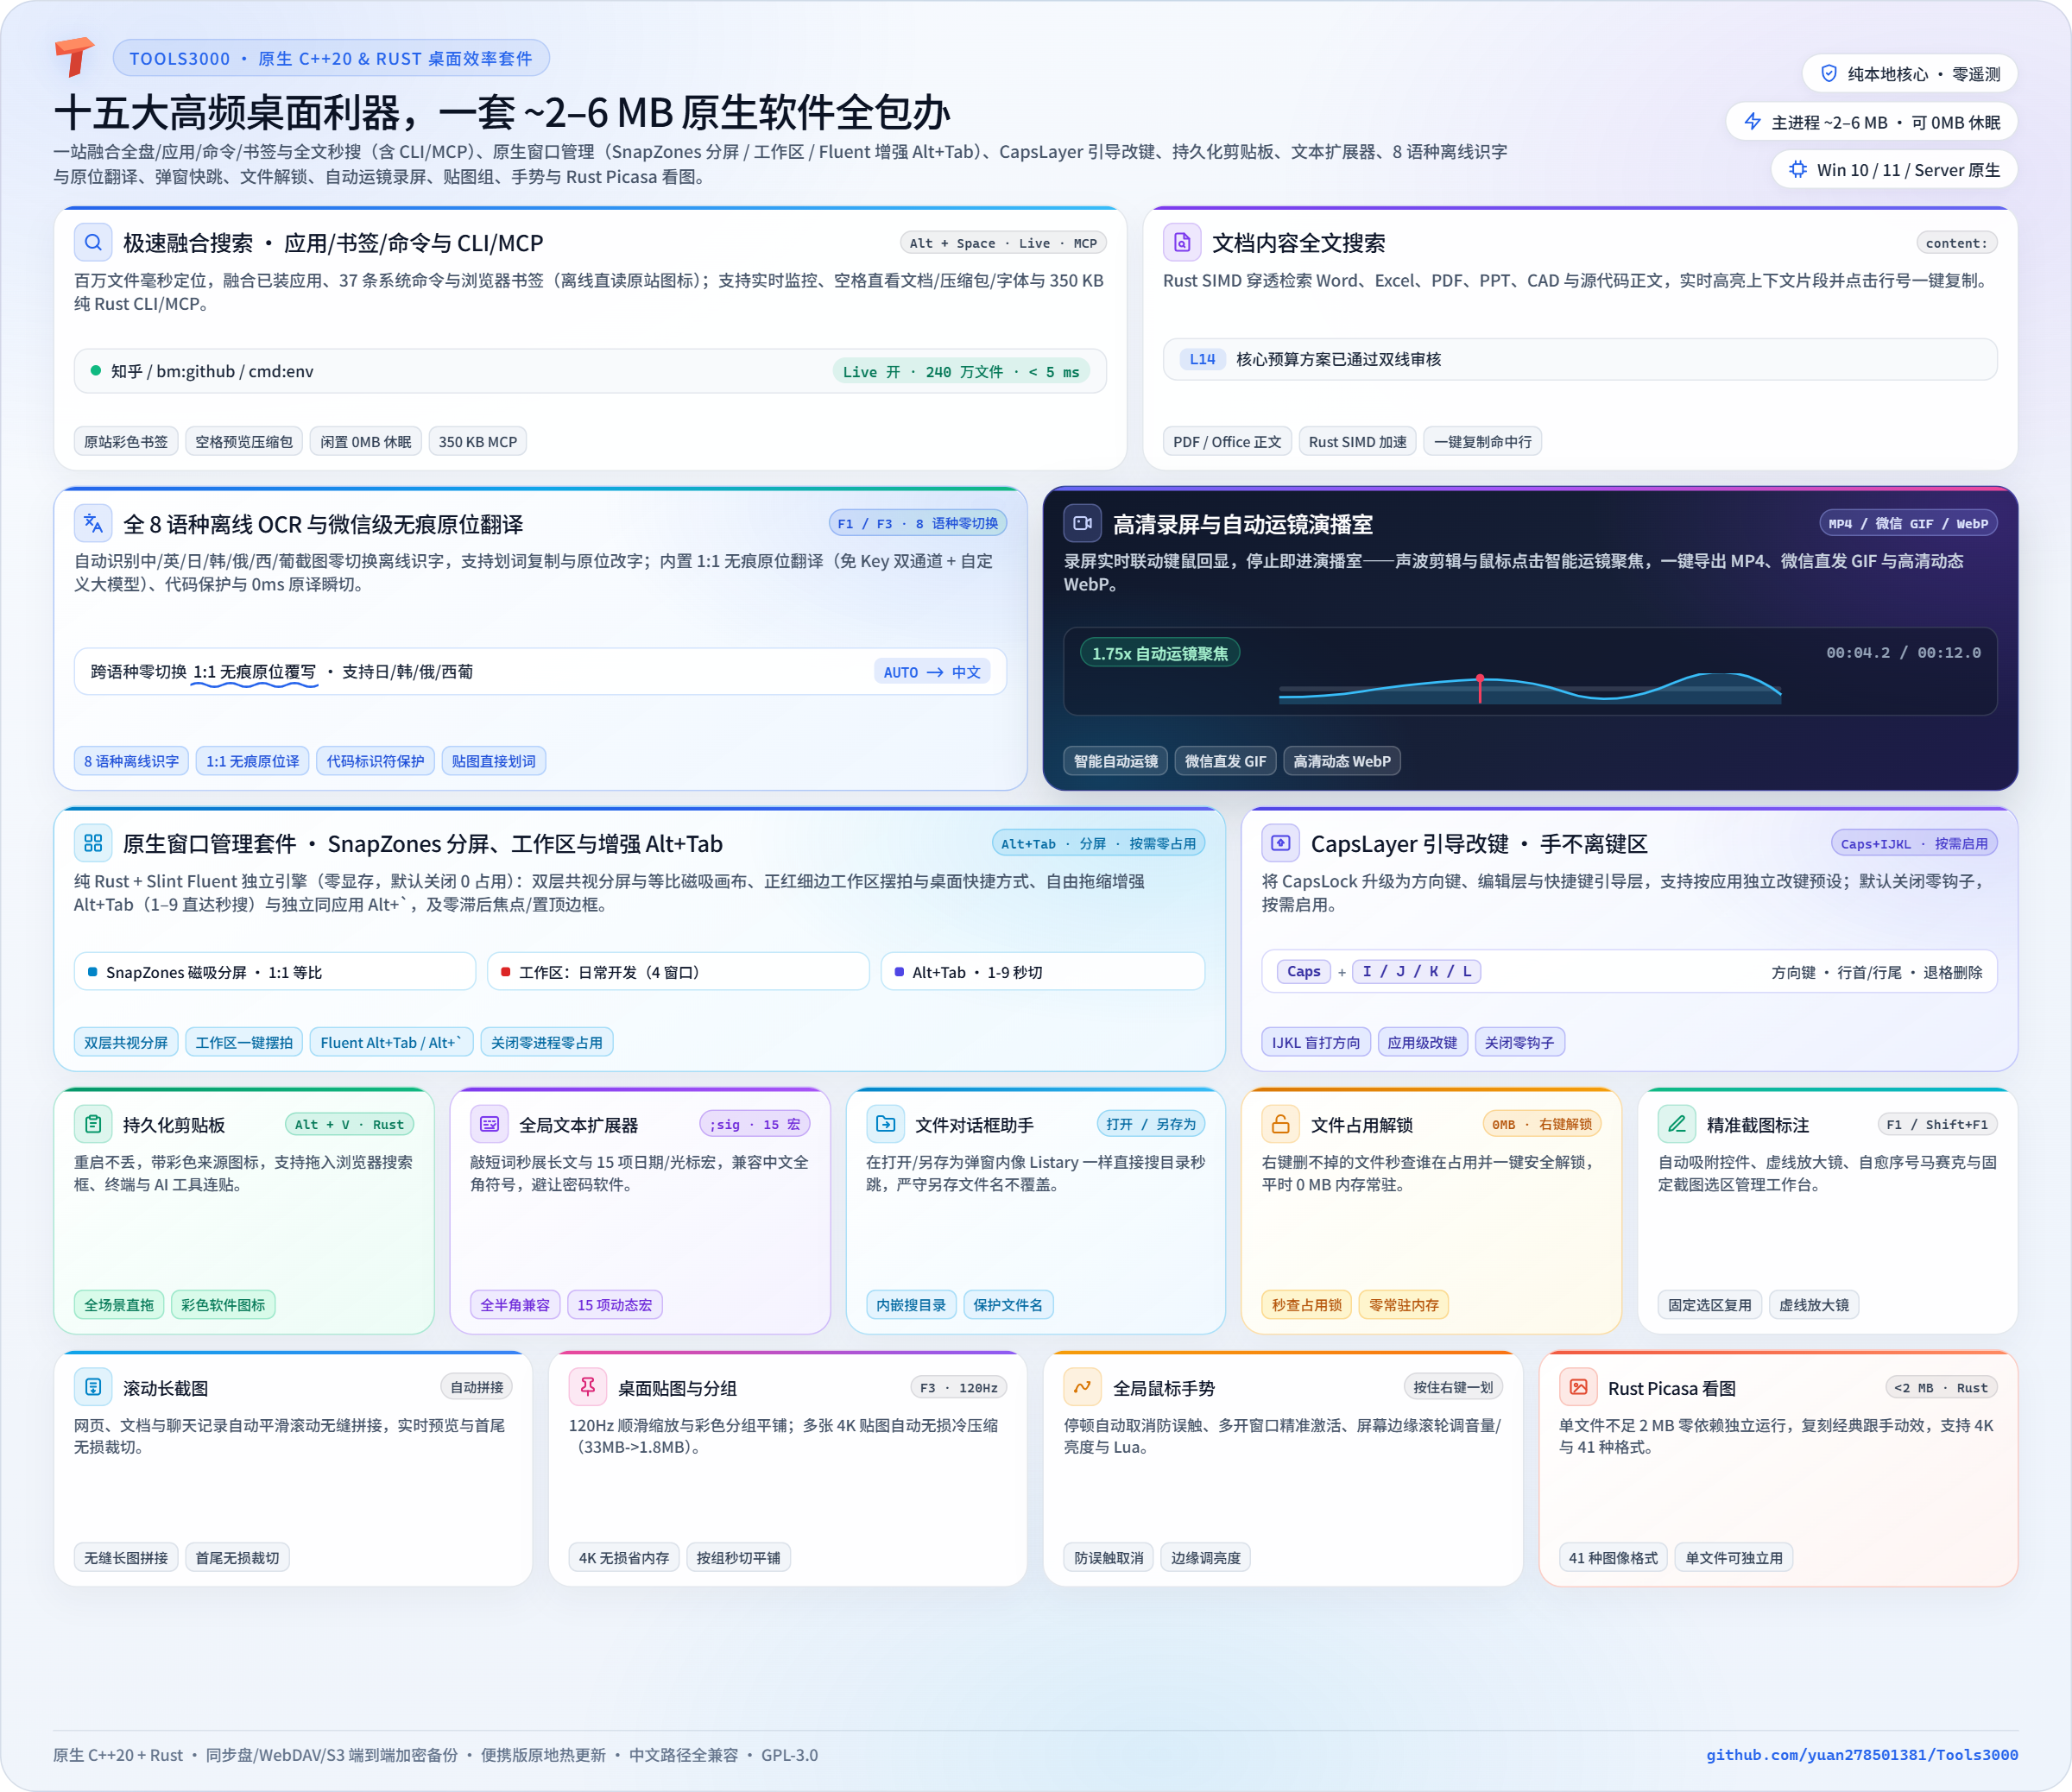 TOOLS3000 • 原生 C++20 & RUST 桌面效率套件
十五大高频桌面利器，一套 ~2–6 MB 原生软件全包办
一站融合全盘/应用/命令/书签与全文秒搜（含 CLI/MCP）、原生窗口管理（SnapZones 分屏 / 工作区 / Fluent 增强 Alt+Tab）、CapsLayer 引导改键、持久化剪贴板、文本扩展器、8 语种离线识字
与原位翻译、弹窗快跳、文件解锁、自动运镜录屏、贴图组、手势与 Rust Picasa 看图。
纯本地核心 • 零遥测
主进程 ~2–6 MB • 可 0MB 休眠
Win 10 / 11 / Server 原生
极速融合搜索 • 应用/书签/命令与 CLI/MCP
Alt + Space · Live · MCP
百万文件毫秒定位，融合已装应用、37 条系统命令与浏览器书签（离线直读原站图标）；支持实时监控、空格直看文档/压缩包/字体与 350 KB
纯 Rust CLI/MCP。
知乎 / bm:github / cmd:env
Live 开 · 240 万文件 · < 5 ms
原站彩色书签
空格预览压缩包
闲置 0MB 休眠
350 KB MCP
文档内容全文搜索
content:
Rust SIMD 穿透检索 Word、Excel、PDF、PPT、CAD 与源代码正文，实时高亮上下文片段并点击行号一键复制。
L14 核心预算方案已通过双线审核
PDF / Office 正文
Rust SIMD 加速
一键复制命中行
全 8 语种离线 OCR 与微信级无痕原位翻译
F1 / F3 · 8 语种零切换
自动识别中/英/日/韩/俄/西/葡截图零切换离线识字，支持划词复制与原位改字；内置 1:1 无痕原位翻译（免 Key 双通道 + 自定
义大模型）、代码保护与 0ms 原译瞬切。
跨语种零切换 1:1 无痕原位覆写 • 支持日/韩/俄/西葡
AUTO → 中文
8 语种离线识字
1:1 无痕原位译
代码标识符保护
贴图直接划词
高清录屏与自动运镜演播室
MP4 / 微信 GIF / WebP
录屏实时联动键鼠回显，停止即进演播室——声波剪辑与鼠标点击智能运镜聚焦，一键导出 MP4、微信直发 GIF 与高清动态
WebP。
1.75x 自动运镜聚焦
00:04.2 / 00:12.0
智能自动运镜
微信直发 GIF
高清动态 WebP
原生窗口管理套件 • SnapZones 分屏、工作区与增强 Alt+Tab
Alt+Tab · 分屏 · 按需零占用
纯 Rust + Slint Fluent 独立引擎（零显存，默认关闭 0 占用）：双层共视分屏与等比磁吸画布、正红细边工作区摆拍与桌面快捷方式、自由拖缩增强
Alt+Tab（1–9 直达秒搜）与独立同应用 Alt+`，及零滞后焦点/置顶边框。
SnapZones 磁吸分屏 • 1:1 等比
工作区：日常开发（4 窗口）
Alt+Tab • 1-9 秒切
双层共视分屏
工作区一键摆拍
Fluent Alt+Tab / Alt+`
关闭零进程零占用
CapsLayer 引导改键 • 手不离键区
Caps+IJKL · 按需启用
将 CapsLock 升级为方向键、编辑层与快捷键引导层，支持按应用独立改键预设；默认关闭零钩子，
按需启用。
Caps + I / J / K / L
方向键 • 行首/行尾 • 退格删除
IJKL 盲打方向
应用级改键
关闭零钩子
持久化剪贴板
Alt + V · Rust
重启不丢，带彩色来源图标，支持拖入浏览器搜索
框、终端与 AI 工具连贴。
全场景直拖
彩色软件图标
全局文本扩展器
;sig · 15 宏
敲短词秒展长文与 15 项日期/光标宏，兼容中文全
角符号，避让密码软件。
全半角兼容
15 项动态宏
文件对话框助手
打开 / 另存为
在打开/另存为弹窗内像 Listary 一样直接搜目录秒
跳，严守另存文件名不覆盖。
内嵌搜目录
保护文件名
文件占用解锁
0MB · 右键解锁
右键删不掉的文件秒查谁在占用并一键安全解锁，
平时 0 MB 内存常驻。
秒查占用锁
零常驻内存
精准截图标注
F1 / Shift+F1
自动吸附控件、虚线放大镜、自愈序号马赛克与固
定截图选区管理工作台。
固定选区复用
虚线放大镜
滚动长截图
自动拼接
网页、文档与聊天记录自动平滑滚动无缝拼接，实时预览与首尾
无损裁切。
无缝长图拼接
首尾无损裁切
桌面贴图与分组
F3 · 120Hz
120Hz 顺滑缩放与彩色分组平铺；多张 4K 贴图自动无损冷压缩
（33MB->1.8MB）。
4K 无损省内存
按组秒切平铺
全局鼠标手势
按住右键一划
停顿自动取消防误触、多开窗口精准激活、屏幕边缘滚轮调音量/
亮度与 Lua。
防误触取消
边缘调亮度
Rust Picasa 看图
<2 MB · Rust
单文件不足 2 MB 零依赖独立运行，复刻经典跟手动效，支持 4K
与 41 种格式。
41 种图像格式
单文件可独立用
原生 C++20 + Rust • 同步盘/WebDAV/S3 端到端加密备份 • 便携版原地热更新 • 中文路径全兼容 • GPL-3.0
github.com/yuan278501381/Tools3000